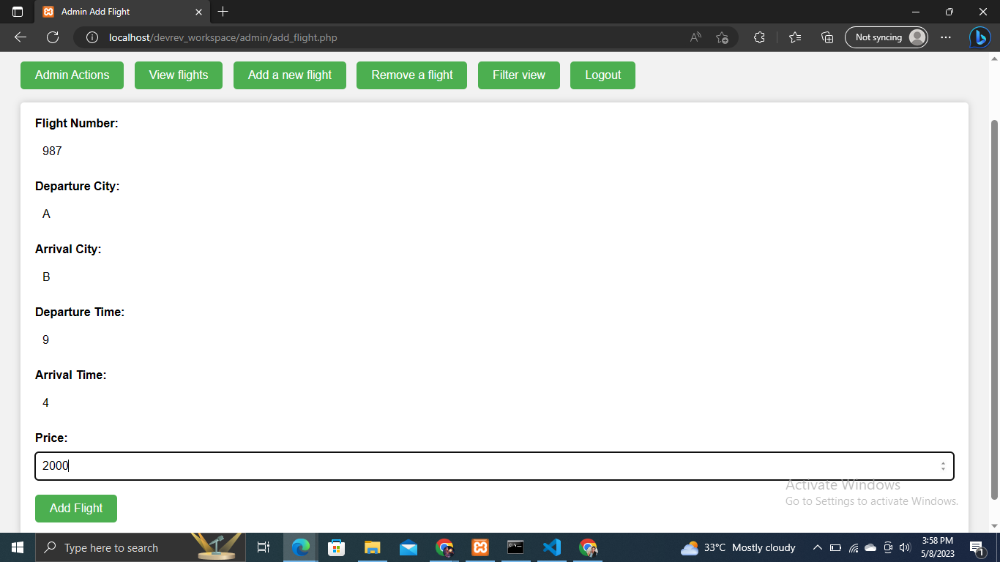 Admin Add Flight
localhost/devrev_workspace/admin/add_flight.php
Not syncing
Admin Actions
View flights
Add a new flight
Remove a flight
Filter view
Logout
Flight Number:
987
Departure City:
A
Arrival City:
B
Departure Time:
9
Arrival Time:
4
Price:
2000
Add Flight
Activate Windows
Go to Settings to activate Windows.
Type here to search
33°C Mostly cloudy
3:58 PM
5/8/2023
1